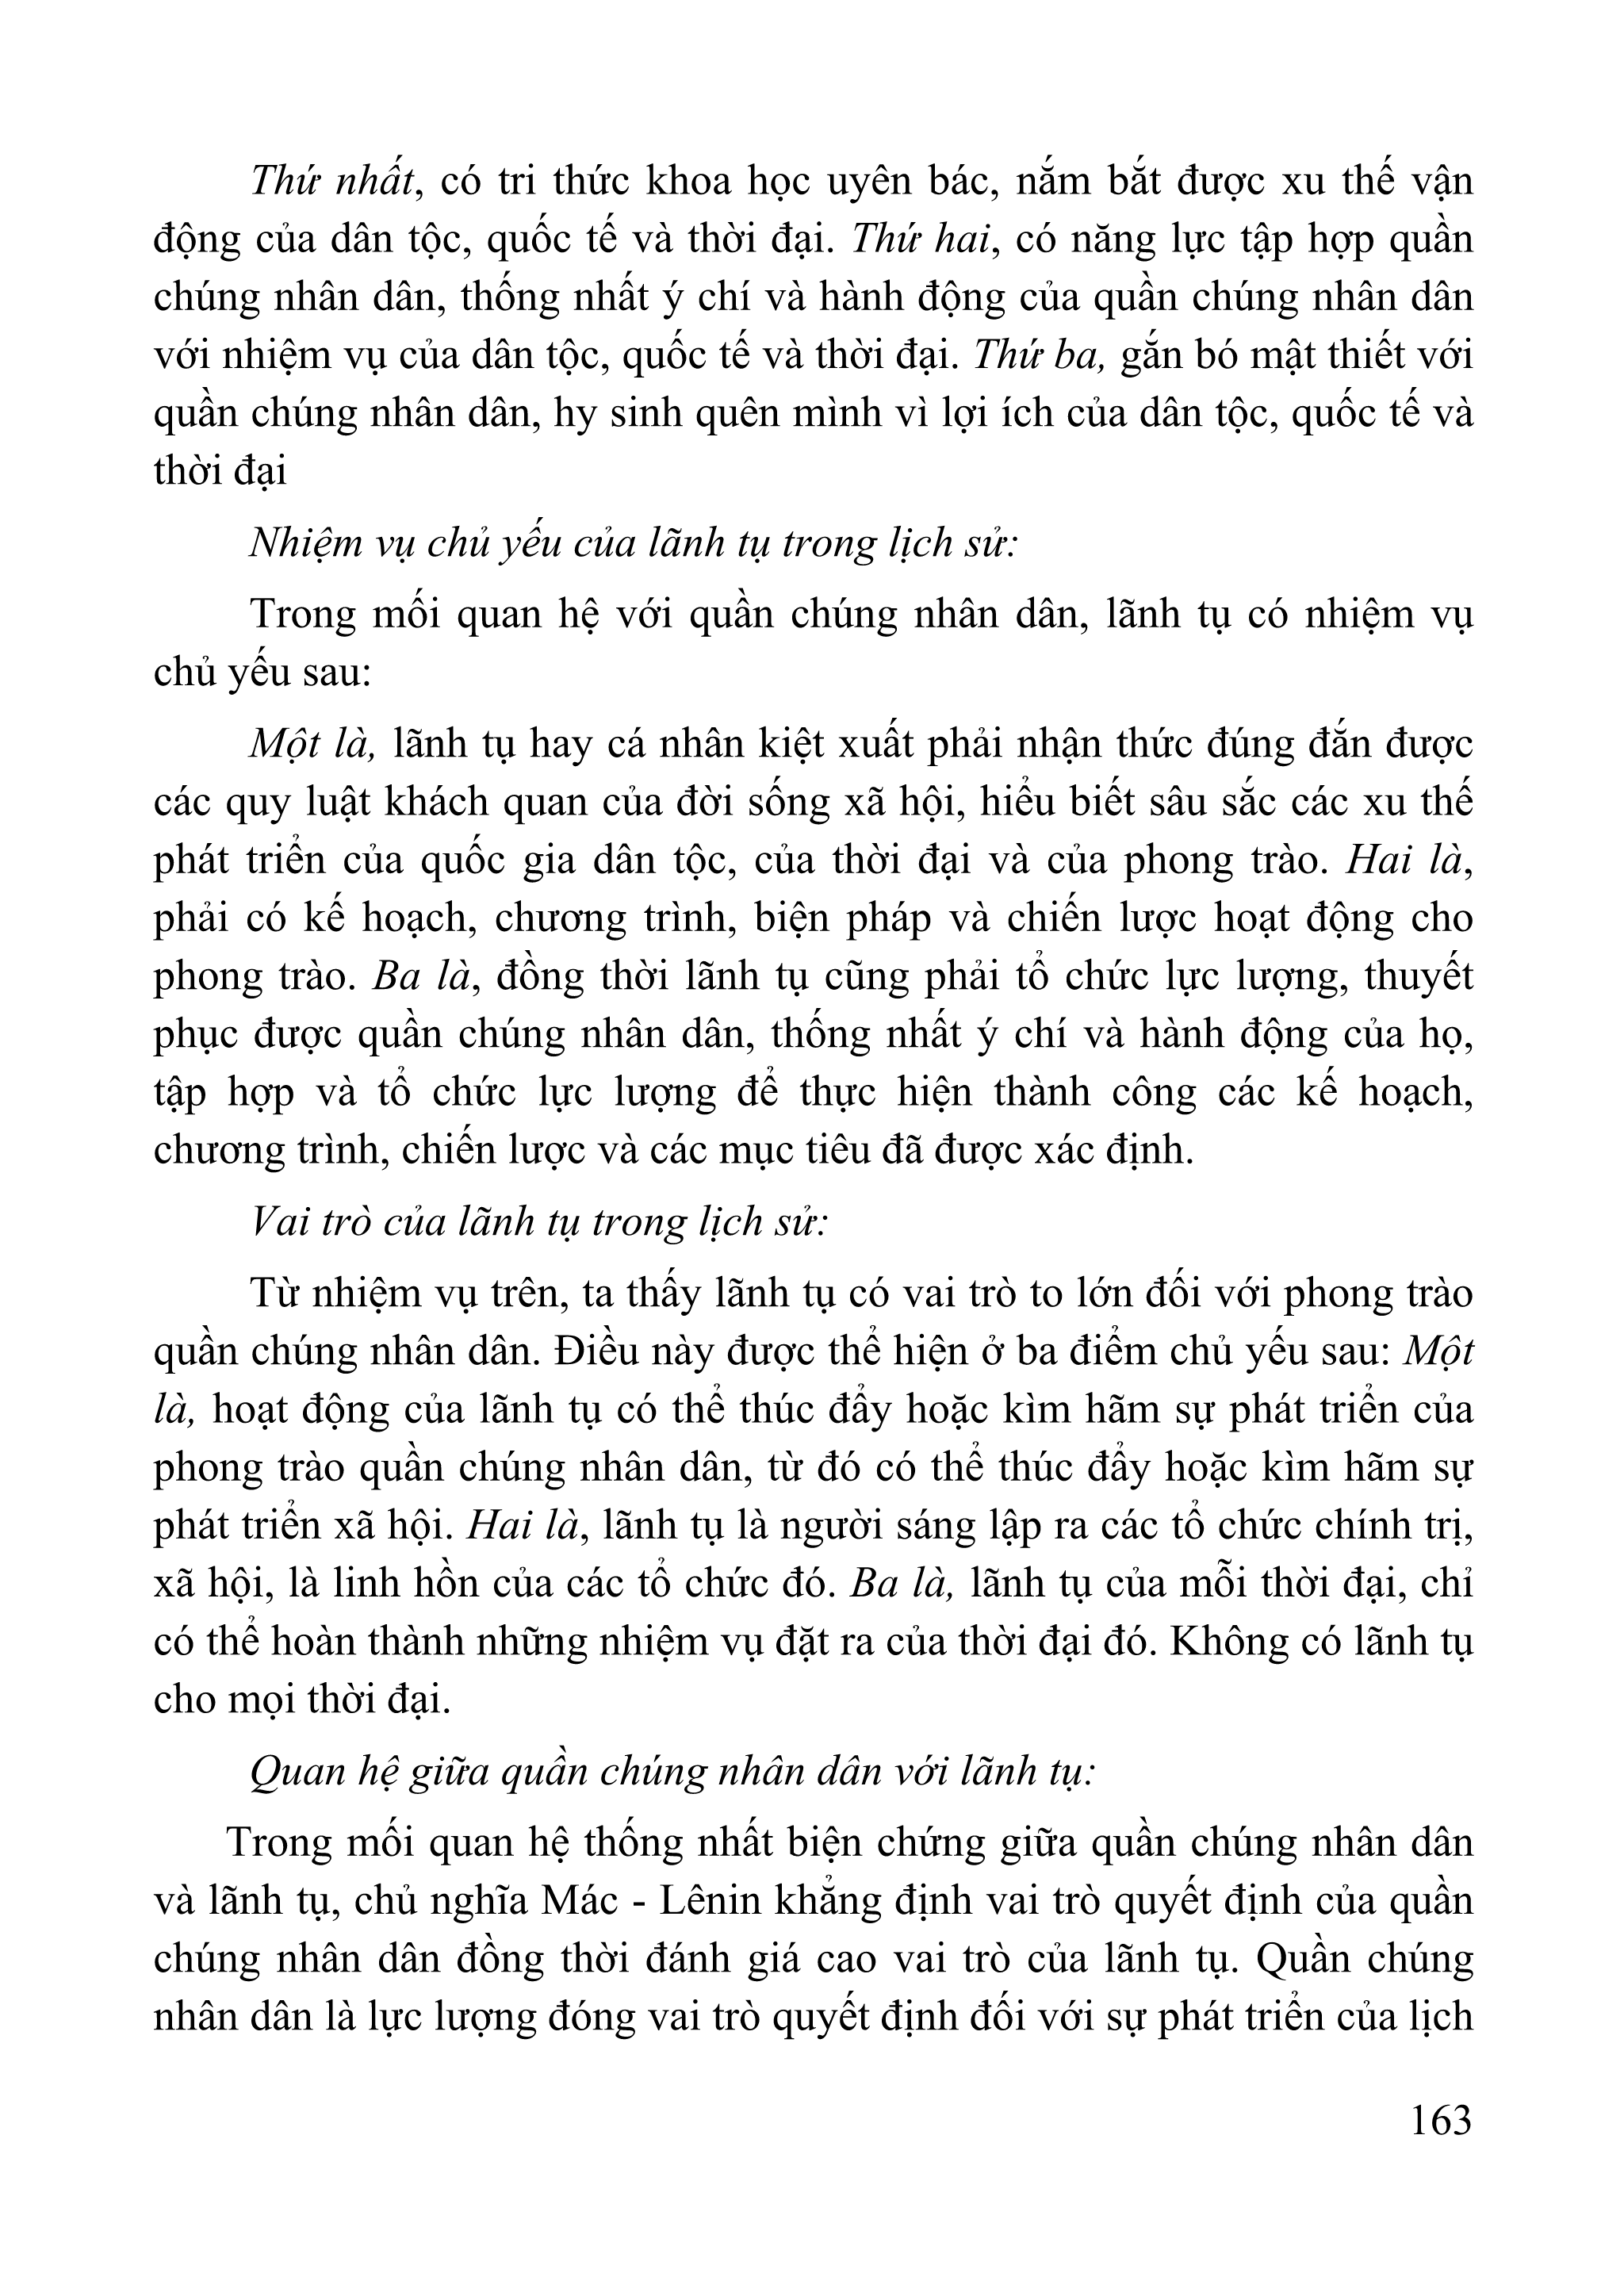 Thứ nhất, có tri thức khoa học uyên bác, nắm bắt được xu thế vận
động của dân tộc, quốc tế và thời đại. Thứ hai, có năng lực tập hợp quần
chúng nhân dân, thống nhất ý chí và hành động của quần chúng nhân dân
với nhiệm vụ của dân tộc, quốc tế và thời đại. Thứ ba, gắn bó mật thiết với
quần chúng nhân dân, hy sinh quên mình vì lợi ích của dân tộc, quốc tế và
thời đại
Nhiệm vụ chủ yếu của lãnh tụ trong lịch sử:
Trong mối quan hệ với quần chúng nhân dân, lãnh tụ có nhiệm vụ
chủ yếu sau:
Một là, lãnh tụ hay cá nhân kiệt xuất phải nhận thức đúng đắn được
các quy luật khách quan của đời sống xã hội, hiểu biết sâu sắc các xu thế
phát triển của quốc gia dân tộc, của thời đại và của phong trào. Hai là,
phải có kế hoạch, chương trình, biện pháp và chiến lược hoạt động cho
phong trào. Ba là, đồng thời lãnh tụ cũng phải tổ chức lực lượng, thuyết
phục được quần chúng nhân dân, thống nhất ý chí và hành động của họ,
tập hợp và tổ chức lực lượng để thực hiện thành công các kế hoạch,
chương trình, chiến lược và các mục tiêu đã được xác định.
Vai trò của lãnh tụ trong lịch sử:
Từ nhiệm vụ trên, ta thấy lãnh tụ có vai trò to lớn đối với phong trào
quần chúng nhân dân. Điều này được thể hiện ở ba điểm chủ yếu sau: Một
là, hoạt động của lãnh tụ có thể thúc đẩy hoặc kìm hãm sự phát triển của
phong trào quần chúng nhân dân, từ đó có thể thúc đẩy hoặc kìm hãm sự
phát triển xã hội. Hai là, lãnh tụ là người sáng lập ra các tổ chức chính trị,
xã hội, là linh hồn của các tổ chức đó. Ba là, lãnh tụ của mỗi thời đại, chỉ
có thể hoàn thành những nhiệm vụ đặt ra của thời đại đó. Không có lãnh tụ
cho mọi thời đại.
Quan hệ giữa quần chúng nhân dân với lãnh tụ:
Trong mối quan hệ thống nhất biện chứng giữa quần chúng nhân dân
và lãnh tụ, chủ nghĩa Mác - Lênin khẳng định vai trò quyết định của quần
chúng nhân dân đồng thời đánh giá cao vai trò của lãnh tụ. Quần chúng
nhân dân là lực lượng đóng vai trò quyết định đối với sự phát triển của lịch
163